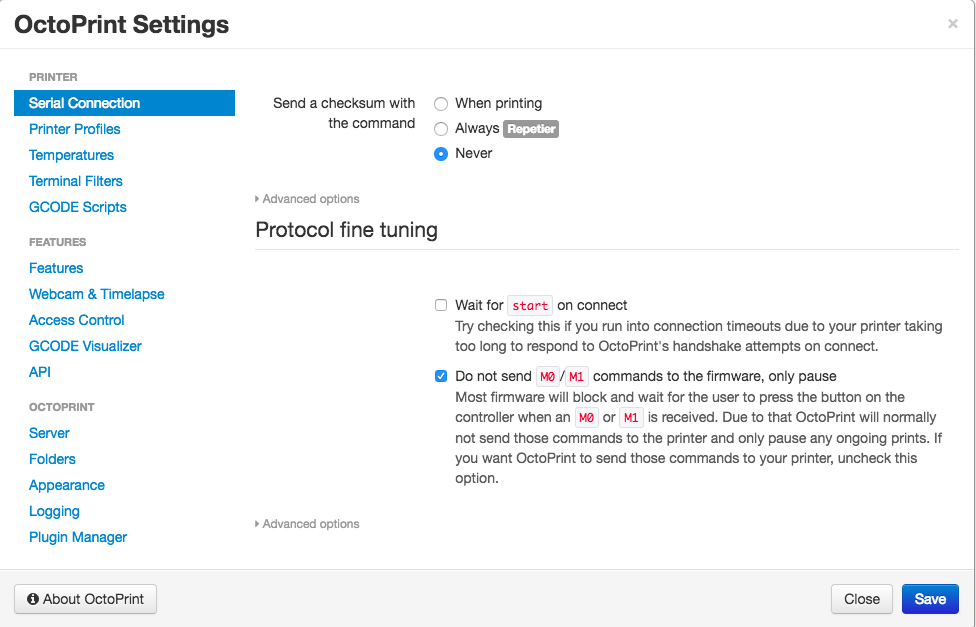 OctoPrint Settings
×
PRINTER
Serial Connection
Printer Profiles
Temperatures
Terminal Filters
GCODE Scripts
FEATURES
Features
Webcam & Timelapse
Access Control
GCODE Visualizer
API
OCTOPRINT
Server
Folders
Appearance
Logging
Plugin Manager
Send a checksum with
the command
When printing
Always Repetier
Never
Advanced options
Protocol fine tuning
Wait for start on connect
Try checking this if you run into connection timeouts due to your printer taking
too long to respond to OctoPrint's handshake attempts on connect.
Do not send M0/M1 commands to the firmware, only pause
Most firmware will block and wait for the user to press the button on the
controller when an M0 or M1 is received. Due to that OctoPrint will normally
not send those commands to the printer and only pause any ongoing prints. If
you want OctoPrint to send those commands to your printer, uncheck this
option.
Advanced options
About OctoPrint
Close
Save